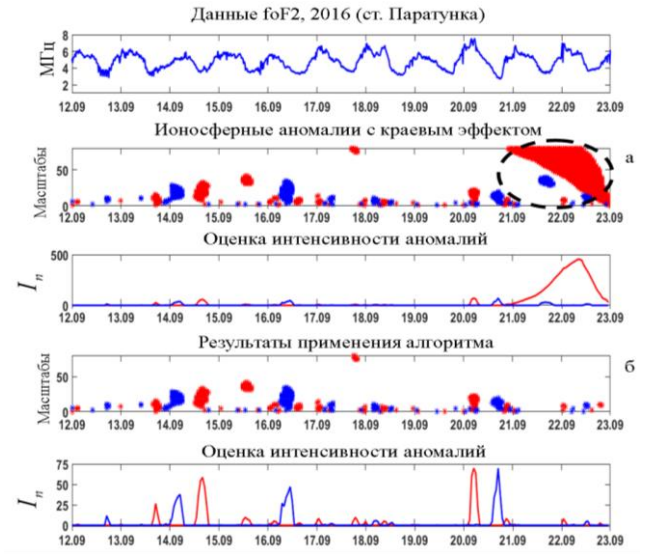 Данные foF2, 2016 (ст. Паратунка)
МГц
8
6
4
2
12.09 13.09 14.09 15.09 16.09 17.09 18.09 19.09 20.09 21.09 22.09 23.09
Ионосферные аномалии с краевым эффектом
а
Масштабы
50
0
12.09 13.09 14.09 15.09 16.09 17.09 18.09 19.09 20.09 21.09 22.09 23.09
Оценка интенсивности аномалий
In
500
0
12.09 13.09 14.09 15.09 16.09 17.09 18.09 19.09 20.09 21.09 22.09 23.09
Результаты применения алгоритма
б
Масштабы
50
0
12.09 13.09 14.09 15.09 16.09 17.09 18.09 19.09 20.09 21.09 22.09 23.09
Оценка интенсивности аномалий
In
75
50
25
0
12.09 13.09 14.09 15.09 16.09 17.09 18.09 19.09 20.09 21.09 22.09 23.09